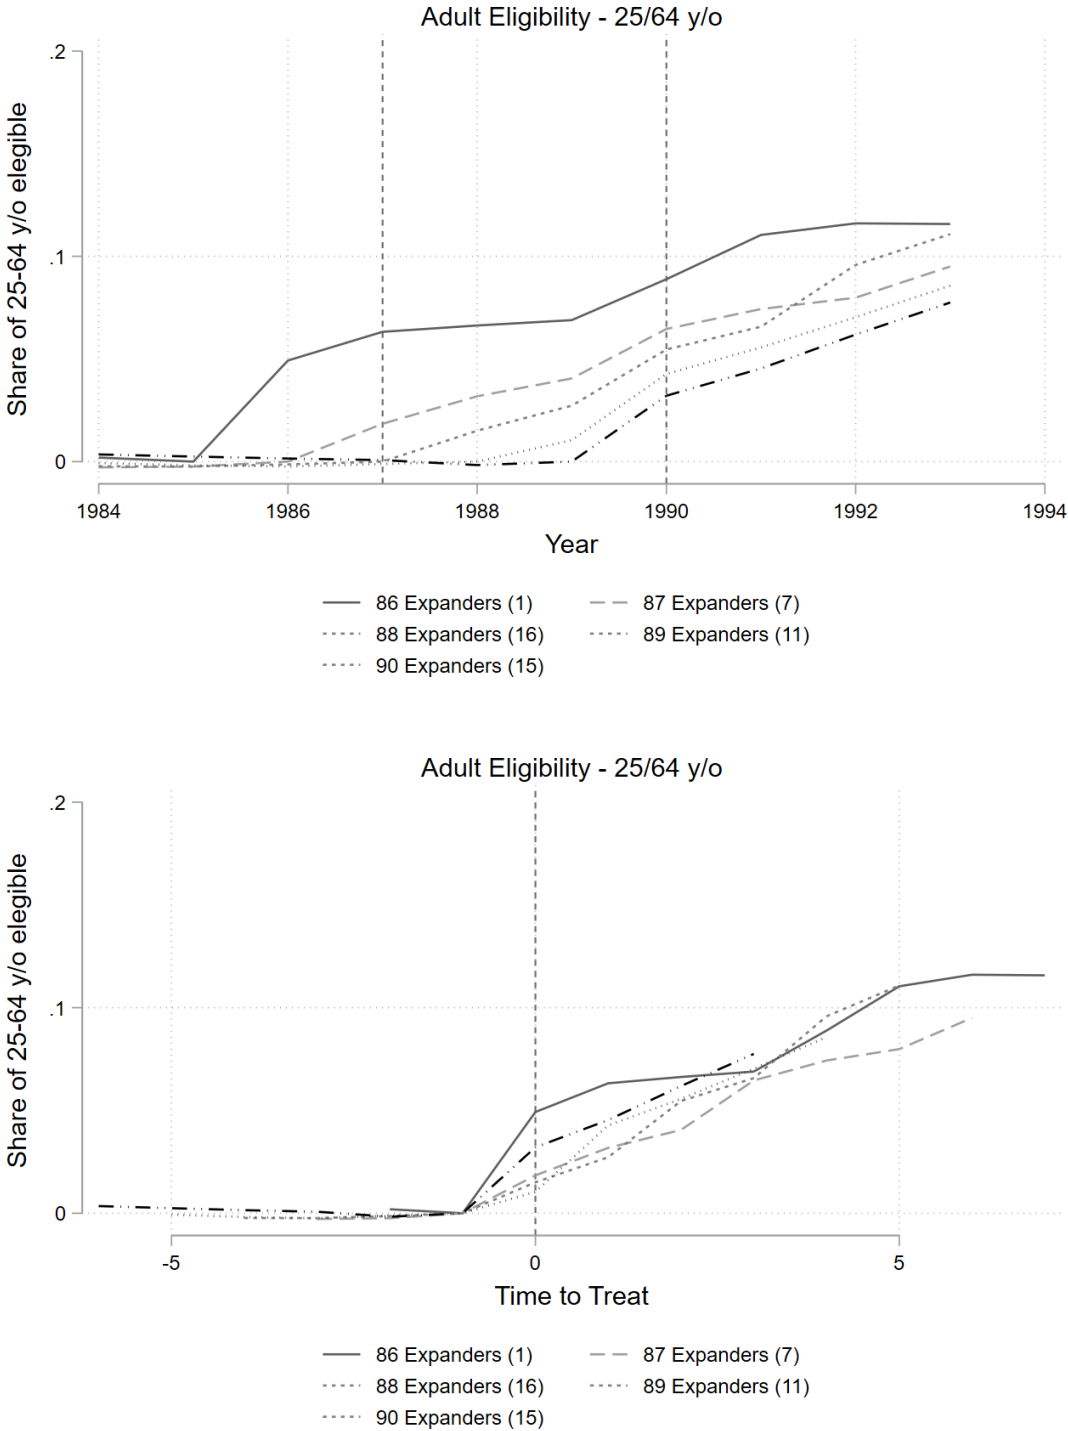 Adult Eligibility - 25/64 y/o
Share of 25-64 y/o elegible
.2
.1
0
1984 1986 1988 1990 1992 1994
Year
86 Expanders (1) 87 Expanders (7)
88 Expanders (16) 89 Expanders (11)
90 Expanders (15)
Adult Eligibility - 25/64 y/o
Share of 25-64 y/o elegible
.2
.1
0
-5 0 5
Time to Treat
86 Expanders (1) 87 Expanders (7)
88 Expanders (16) 89 Expanders (11)
90 Expanders (15)